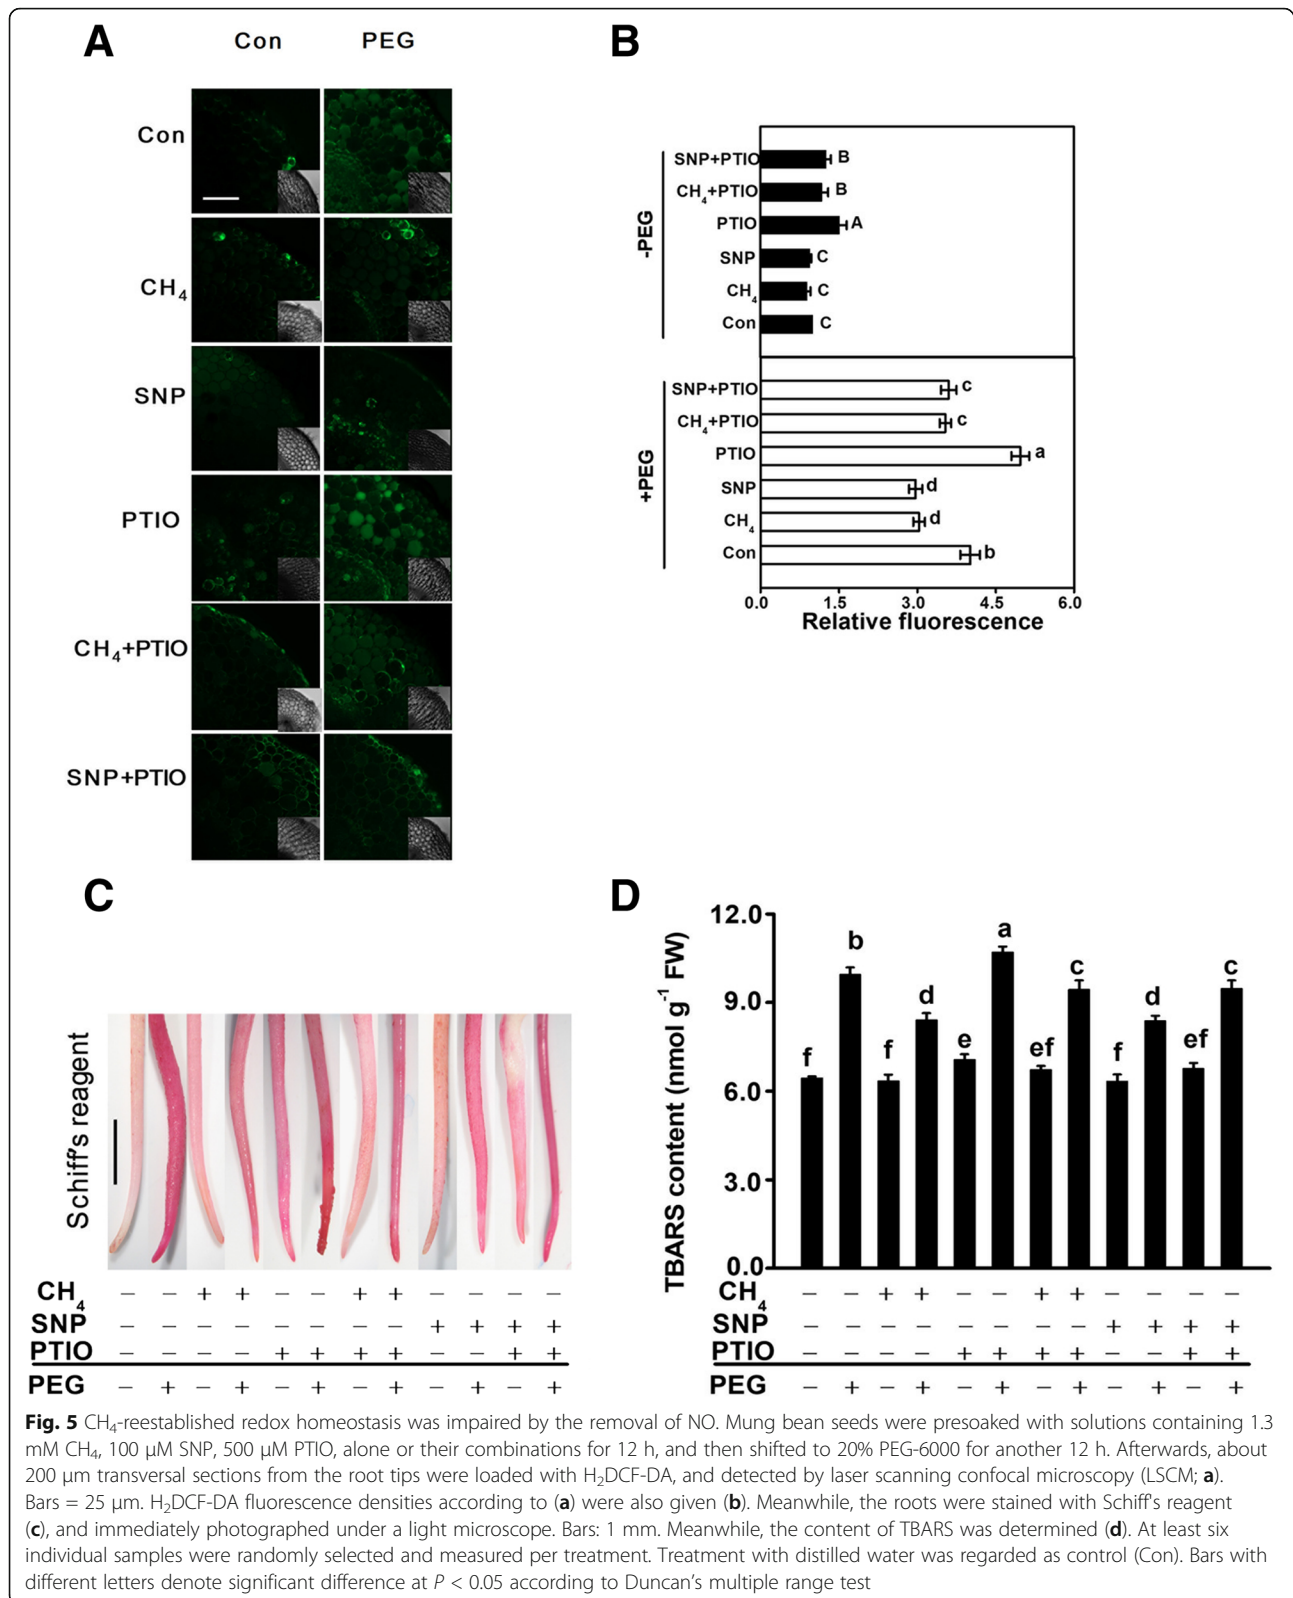 A
Con PEG
Con
CH4
SNP
PTIO
CH4+PTIO
SNP+PTIO
B
-PEG
SNP+PTIO B
CH4+PTIO B
PTIO A
SNP C
CH4 C
Con C
+PEG
SNP+PTIO c
CH4+PTIO c
PTIO a
SNP d
CH4 d
Con b
0.0 1.5 3.0 4.5 6.0
Relative fluorescence
C
Schiff's reagent
CH4 − − + + − − + + − − − −
SNP − − − − − − − − + + + +
PTIO − − − − + + + + − − + +
PEG − + − + − + − + − + − +
D
TBARS content (nmol g-1 FW)
12.0
9.0
6.0
3.0
0.0
f b f d e a ef c f d ef c
CH4 − − + + − − + + − − − −
SNP − − − − − − − − + + + +
PTIO − − − − + + + + − − + +
PEG − + − + − + − + − + − +
Fig. 5 CH4-reestablished redox homeostasis was impaired by the removal of NO. Mung bean seeds were presoaked with solutions containing 1.3
mM CH4, 100 μM SNP, 500 μM PTIO, alone or their combinations for 12 h, and then shifted to 20% PEG-6000 for another 12 h. Afterwards, about
200 μm transversal sections from the root tips were loaded with H2DCF-DA, and detected by laser scanning confocal microscopy (LSCM; a).
Bars = 25 μm. H2DCF-DA fluorescence densities according to (a) were also given (b). Meanwhile, the roots were stained with Schiff's reagent
(c), and immediately photographed under a light microscope. Bars: 1 mm. Meanwhile, the content of TBARS was determined (d). At least six
individual samples were randomly selected and measured per treatment. Treatment with distilled water was regarded as control (Con). Bars with
different letters denote significant difference at P < 0.05 according to Duncan's multiple range test